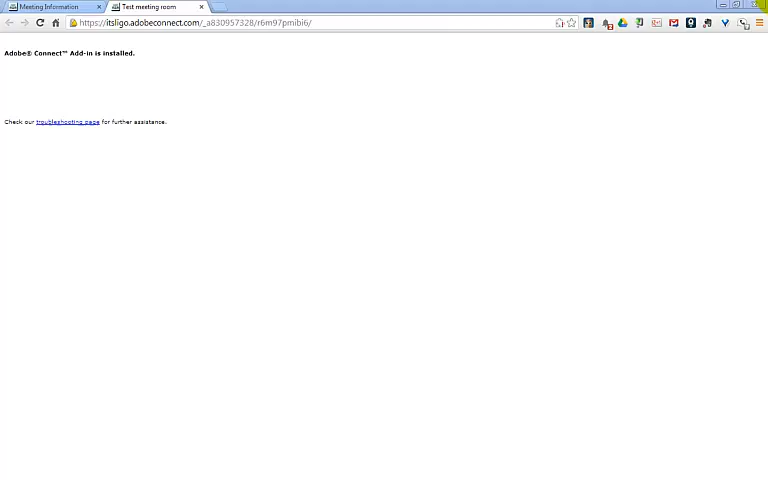 Meeting Information
Test meeting room
https://itsligo.adobeconnect.com/_a830957328/r6m97pmibi6/
Adobe® Connect™ Add-in is installed.
Check our troubleshooting page for further assistance.